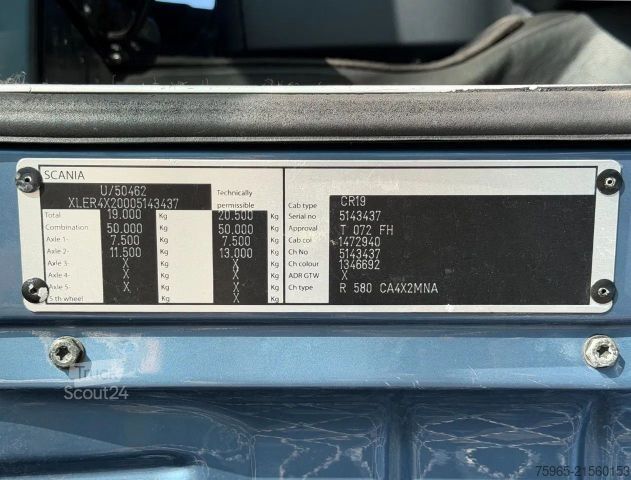 SCANIA
U/50462
XLER4X20005143437
Technically
permissible
Total 19.000 Kg 20.500 Kg
Combination 50.000 Kg 50.000 Kg
Axle 1- 7.500 Kg 7.500 Kg
Axle 2- 11.500 Kg 13.000 Kg
Axle 3- X Kg X Kg
Axle 4- X Kg X Kg
Axle 5- X Kg X Kg
5:th wheel Kg X Kg
Cab type CR19
Serial no 5143437
Approval T 072 FH
Cab col 1472940
Ch No 5143437
Ch colour 1346692
ADR GTW X
Ch type R 580 CA4X2MNA
Truck
Scout24
75965-21560153